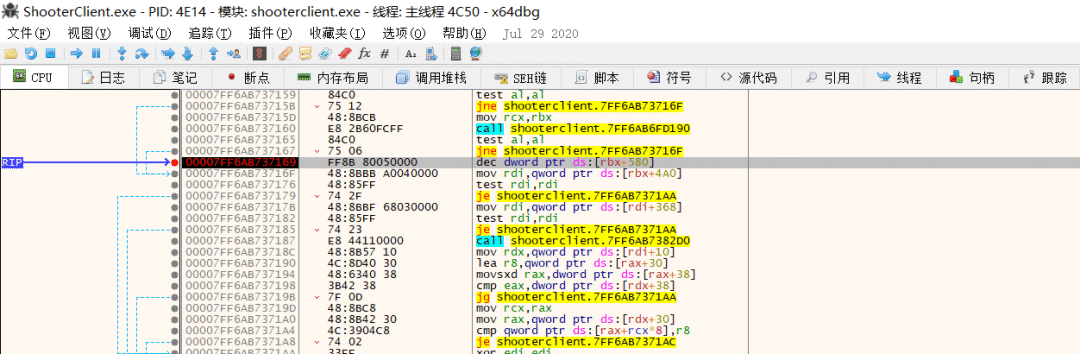 ShooterClient.exe - PID: 4E14 - 模块: shooterclient.exe - 线程: 主线程 4C50 - x64dbg
文件(F) 视图(V) 调试(D) 追踪(T) 插件(P) 收藏夹(I) 选项(O) 帮助(H) Jul 29 2020
CPU 日志 笔记 断点 内存布局 调用堆栈 SEH链 脚本 符号 源代码 引用 线程 句柄 跟踪
00007FF6AB737159 84C0 test al,al
00007FF6AB73715B 75 12 jne shooterclient.7FF6AB73716F
00007FF6AB73715D 48:8BCB mov rcx,rbx
00007FF6AB737160 E8 2B60FCFF call shooterclient.7FF6AB6FD190
00007FF6AB737165 84C0 test al,al
00007FF6AB737167 75 06 jne shooterclient.7FF6AB73716F
RIP 00007FF6AB737169 FF8B 80050000 dec dword ptr ds:[rbx+580]
00007FF6AB73716F 48:8BBB A0040000 mov rdi,qword ptr ds:[rbx+4A0]
00007FF6AB737176 48:85FF test rdi,rdi
00007FF6AB737179 74 2F je shooterclient.7FF6AB7371AA
00007FF6AB73717B 48:8BBF 68030000 mov rdi,qword ptr ds:[rdi+368]
00007FF6AB737182 48:85FF test rdi,rdi
00007FF6AB737185 74 23 je shooterclient.7FF6AB7371AA
00007FF6AB737187 E8 44110000 call shooterclient.7FF6AB7382D0
00007FF6AB73718C 48:8B57 10 mov rdx,qword ptr ds:[rdi+10]
00007FF6AB737190 4C:8D40 30 lea r8,qword ptr ds:[rax+30]
00007FF6AB737194 48:6340 38 movsxd rax,dword ptr ds:[rax+38]
00007FF6AB737198 3B42 38 cmp eax,dword ptr ds:[rdx+38]
00007FF6AB73719B 7F 0D jg shooterclient.7FF6AB7371AA
00007FF6AB73719D 48:8BC8 mov rcx,rax
00007FF6AB7371A0 48:8B42 30 mov rax,qword ptr ds:[rdx+30]
00007FF6AB7371A4 4C:3904C8 cmp qword ptr ds:[rax+rcx*8],r8
00007FF6AB7371A8 74 02 je shooterclient.7FF6AB7371AC
00007FF6AB7371AA 33FF xor edi,edi